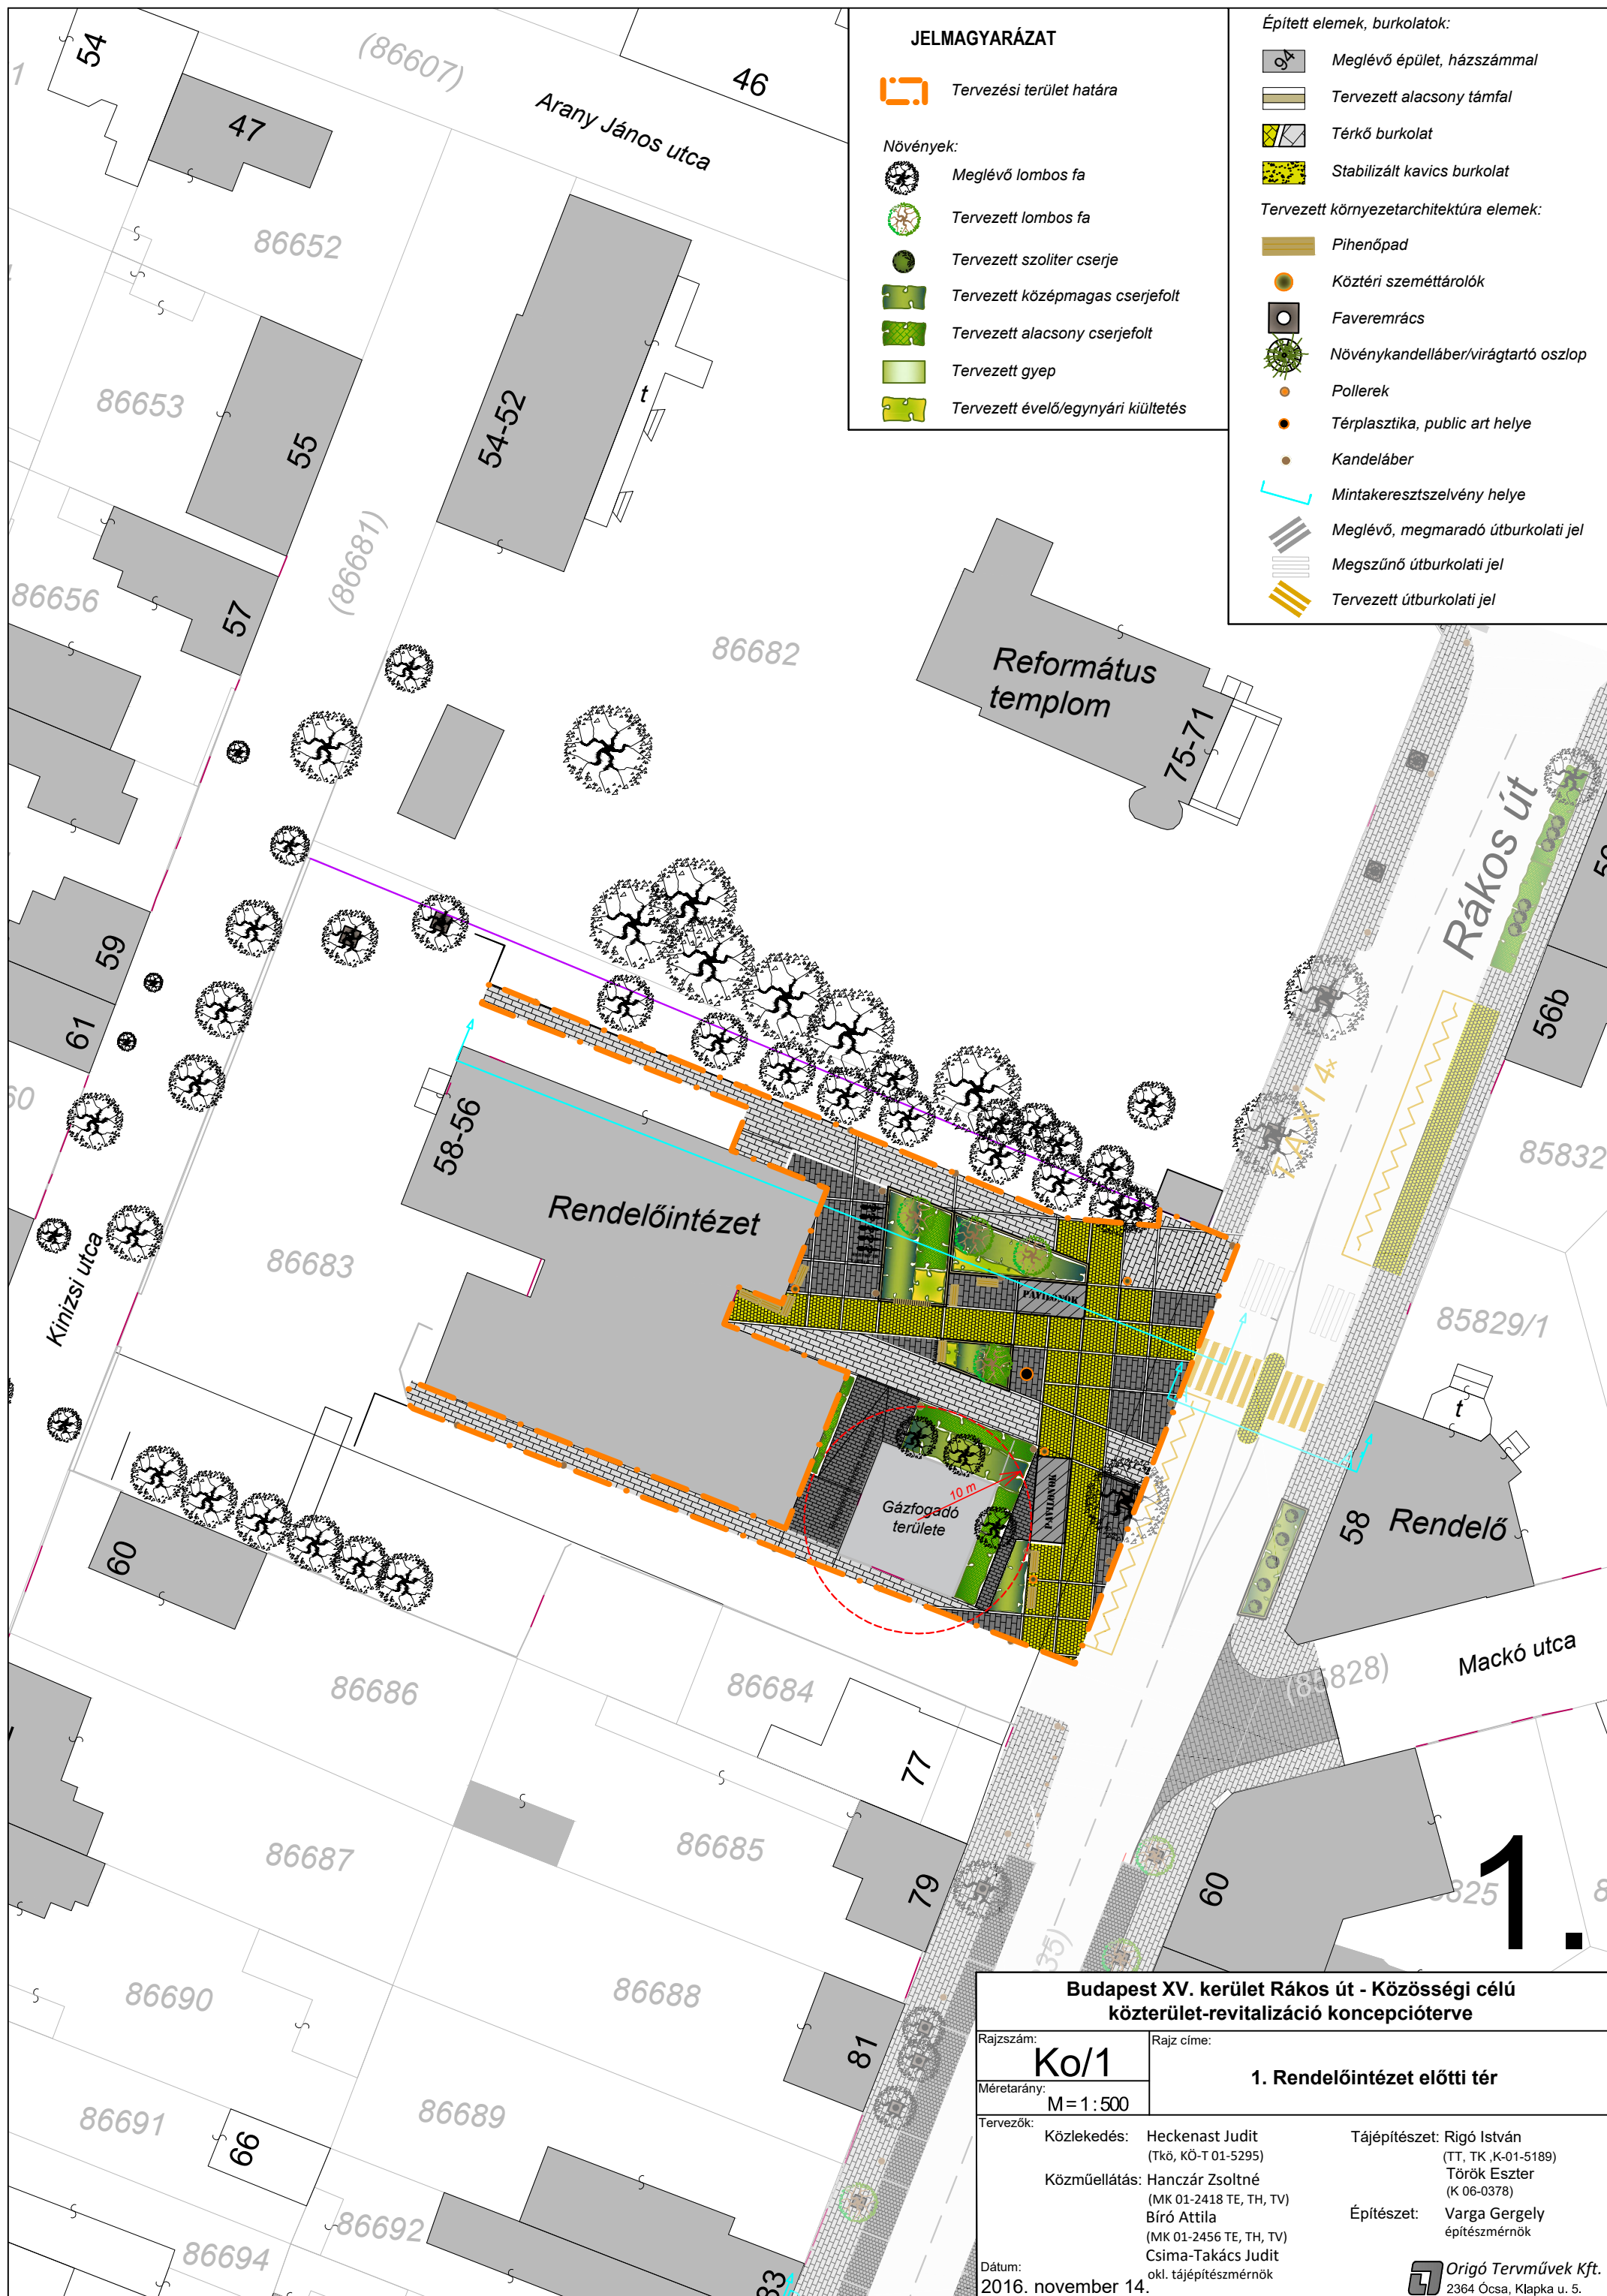 JELMAGYARÁZAT
Tervezési terület határa
Növények:
Meglévő lombos fa
Tervezett lombos fa
Tervezett szoliter cserje
Tervezett középmagas cserjefolt
Tervezett alacsony cserjefolt
Tervezett gyep
Tervezett évelő/egynyári kiültetés
Épített elemek, burkolatok:
94
Meglévő épület, házszámmal
Tervezett alacsony támfal
Térkő burkolat
Stabilizált kavics burkolat
Tervezett környezetarchitektúra elemek:
Pihenőpad
Köztéri szeméttárolók
Faveremrács
Növénykandelláber/virágtartó oszlop
Pollerek
Térplasztika, public art helye
Kandeláber
Mintakeresztszelvény helye
Meglévő, megmaradó útburkolati jel
Megszűnő útburkolati jel
Tervezett útburkolati jel
54
(86607)
46
47
Arany János utca
86652
86653
55
54-52
t
(86681)
86656
57
86682
Református
templom
75-71
Rákos út
59
61
56b
TAXI 4x
58-56
Rendelőintézet
85832
86683
Kinizsi utca
PAVILONOK
85829/1
t
10 m
Gázfogadó
területe
PAVILONOK
58
Rendelő
60
Mackó utca
(85828)
86686
86684
77
86687
86685
79
60
1.
86690
86688
81
86691
86689
66
86692
86694
Budapest XV. kerület Rákos út - Közösségi célú
közterület-revitalizáció koncepcióterve
Rajzszám:
Ko/1
Rajz címe:
1. Rendelőintézet előtti tér
Méretarány:
M = 1 : 500
Tervezők:
Közlekedés: Heckenast Judit
(Tkö, KÖ-T 01-5295)
Közműellátás: Hanczár Zsoltné
(MK 01-2418 TE, TH, TV)
Bíró Attila
(MK 01-2456 TE, TH, TV)
Csima-Takács Judit
okl. tájépítészmérnök
Tájépítészet: Rigó István
(TT, TK ,K-01-5189)
Török Eszter
(K 06-0378)
Építészet: Varga Gergely
építészmérnök
Dátum:
2016. november 14.
Origó Tervművek Kft.
2364 Ócsa, Klapka u. 5.